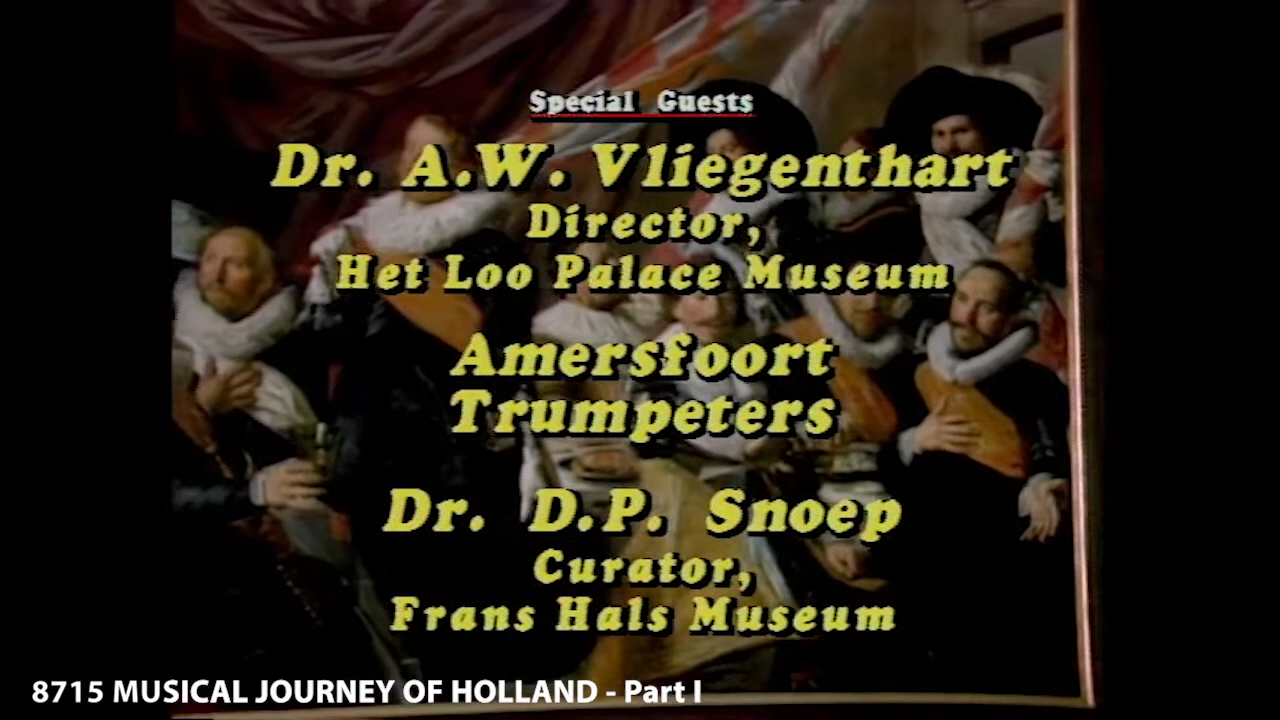 Special Guests
Dr. A.W. Vliegenthart
Director,
Het Loo Palace Museum
Amersfoort
Trumpeters
Dr. D.P. Snoep
Curator,
Frans Hals Museum
8715 MUSICAL JOURNEY OF HOLLAND - Part I